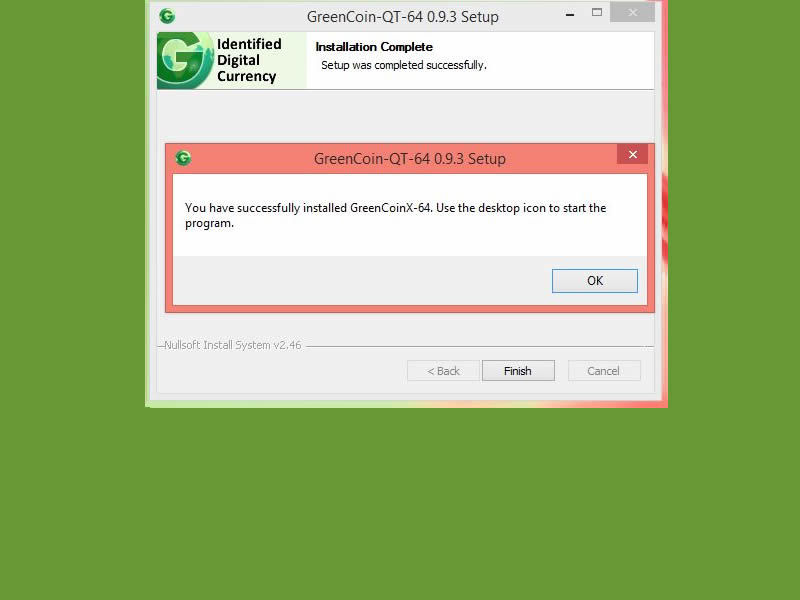 GreenCoin-QT-64 0.9.3 Setup
Identified
Digital
Currency
Installation Complete
Setup was completed successfully.
GreenCoin-QT-64 0.9.3 Setup
You have successfully installed GreenCoinX-64. Use the desktop icon to start the
program.
OK
Nullsoft Install System v2.46
< Back
Finish
Cancel